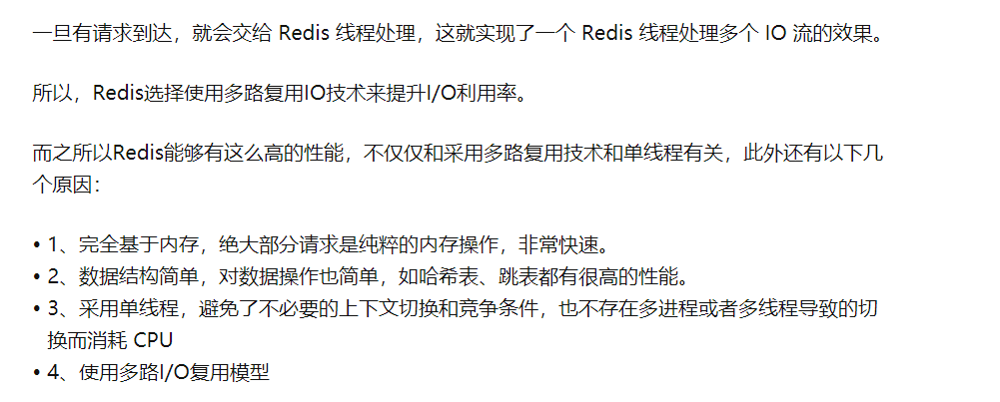 一旦有请求到达，就会交给 Redis 线程处理，这就实现了一个 Redis 线程处理多个 IO 流的效果。
所以，Redis选择使用多路复用IO技术来提升I/O利用率。
而之所以Redis能够有这么高的性能，不仅仅和采用多路复用技术和单线程有关，此外还有以下几
个原因：
• 1、完全基于内存，绝大部分请求是纯粹的内存操作，非常快速。
• 2、数据结构简单，对数据操作也简单，如哈希表、跳表都有很高的性能。
• 3、采用单线程，避免了不必要的上下文切换和竞争条件，也不存在多进程或者多线程导致的切
换而消耗 CPU
• 4、使用多路I/O复用模型